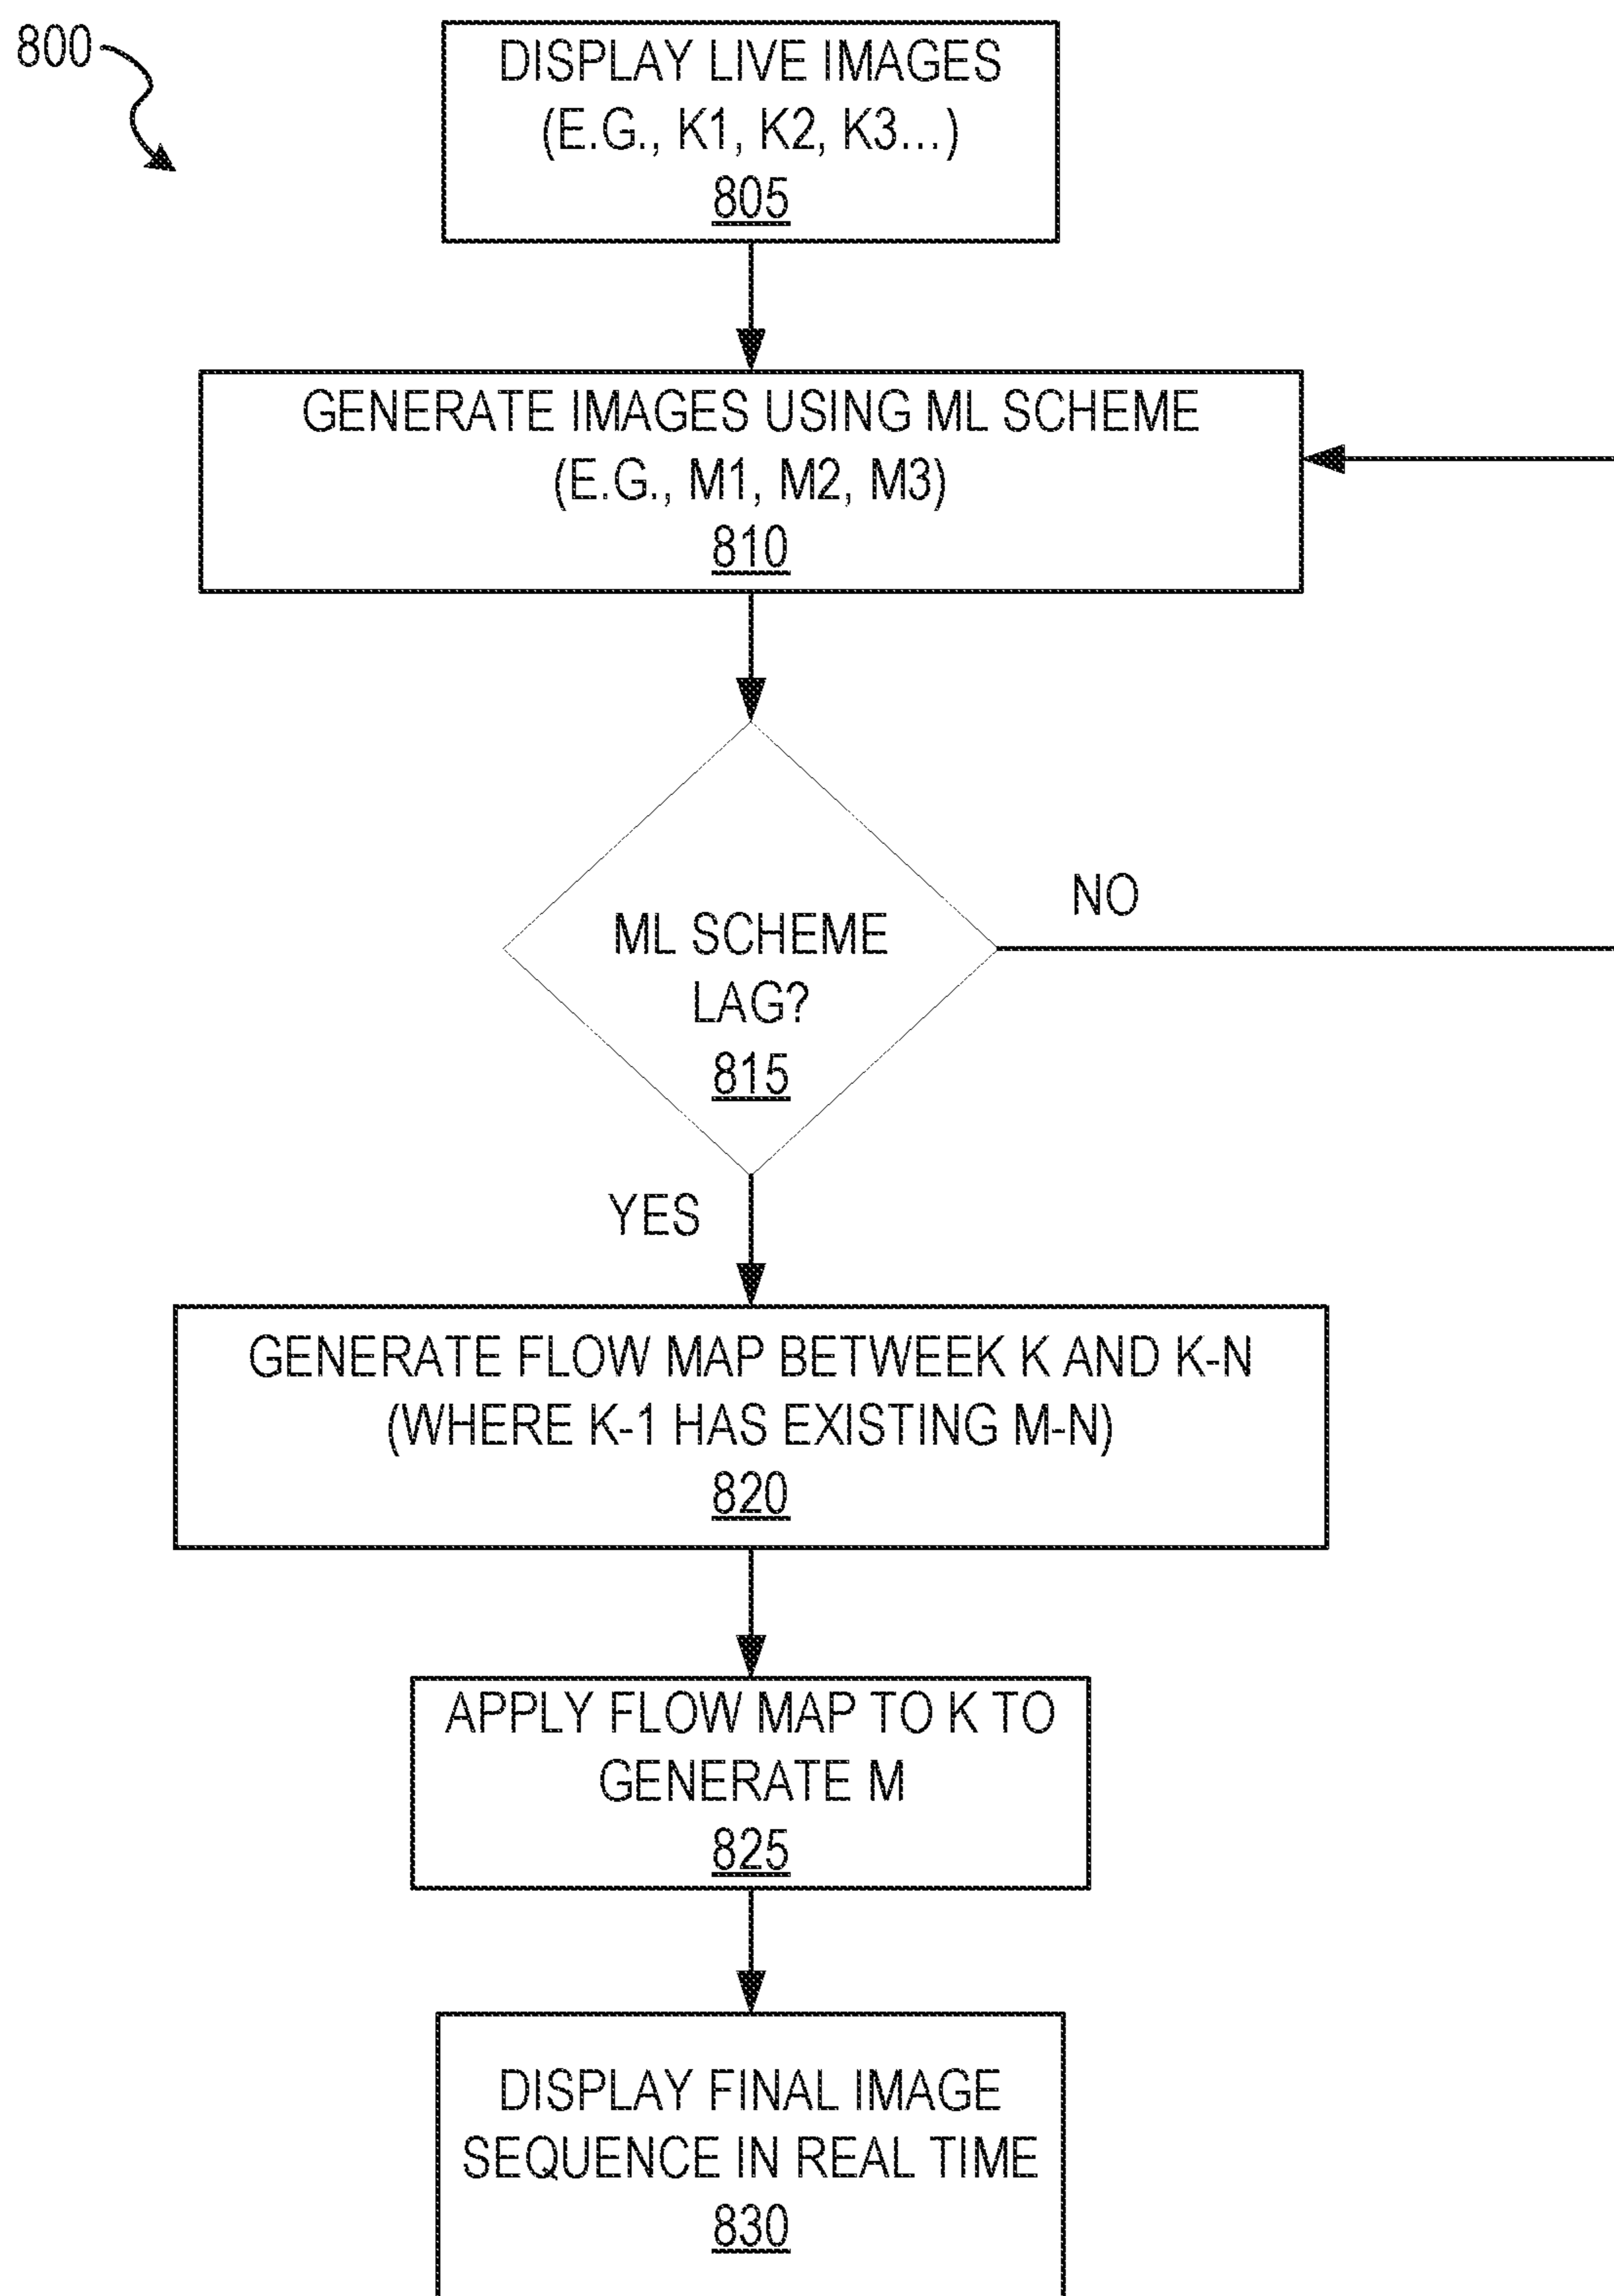 800
DISPLAY LIVE IMAGES
(E.G., K1, K2, K3...)
805
GENERATE IMAGES USING ML SCHEME
(E.G., M1, M2, M3)
810
ML SCHEME
LAG?
815
NO
YES
GENERATE FLOW MAP BETWEEK K AND K-N
(WHERE K-1 HAS EXISTING M-N)
820
APPLY FLOW MAP TO K TO
GENERATE M
825
DISPLAY FINAL IMAGE
SEQUENCE IN REAL TIME
830